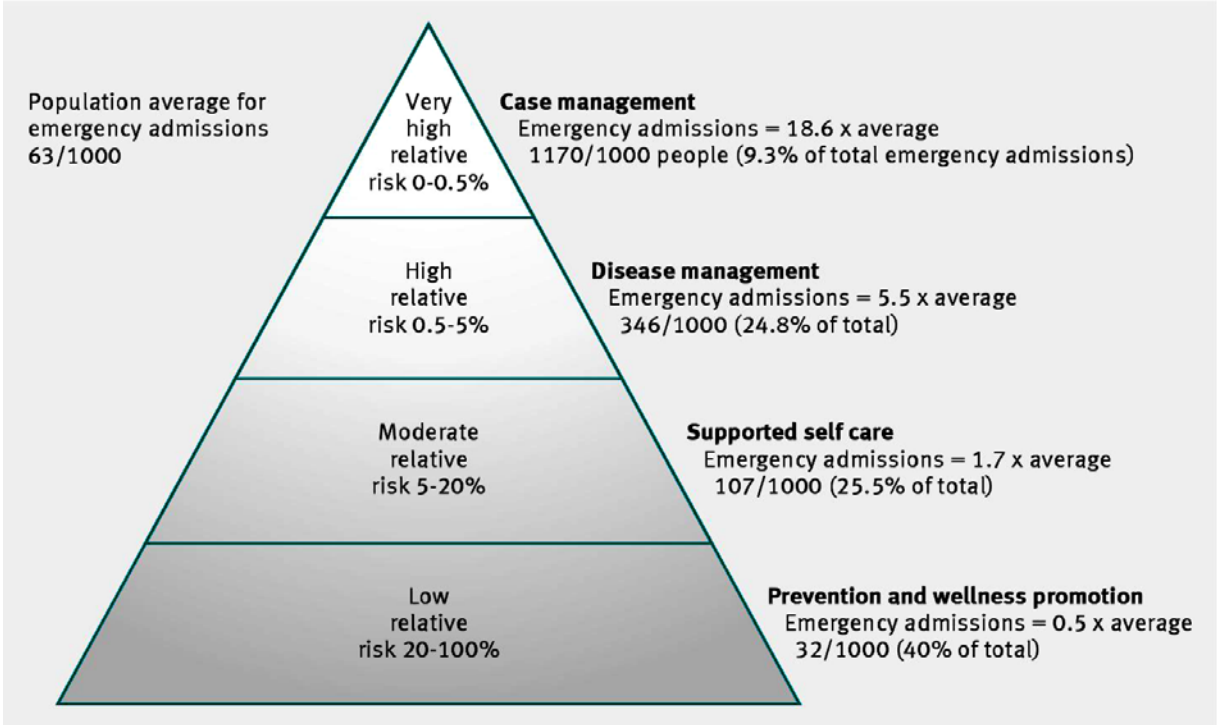 Population average for
emergency admissions
63/1000
Very
high
relative
risk 0-0.5%
Case management
Emergency admissions = 18.6 x average
1170/1000 people (9.3% of total emergency admissions)
High
relative
risk 0.5-5%
Disease management
Emergency admissions = 5.5 x average
346/1000 (24.8% of total)
Moderate
relative
risk 5-20%
Supported self care
Emergency admissions = 1.7 x average
107/1000 (25.5% of total)
Low
relative
risk 20-100%
Prevention and wellness promotion
Emergency admissions = 0.5 x average
32/1000 (40% of total)